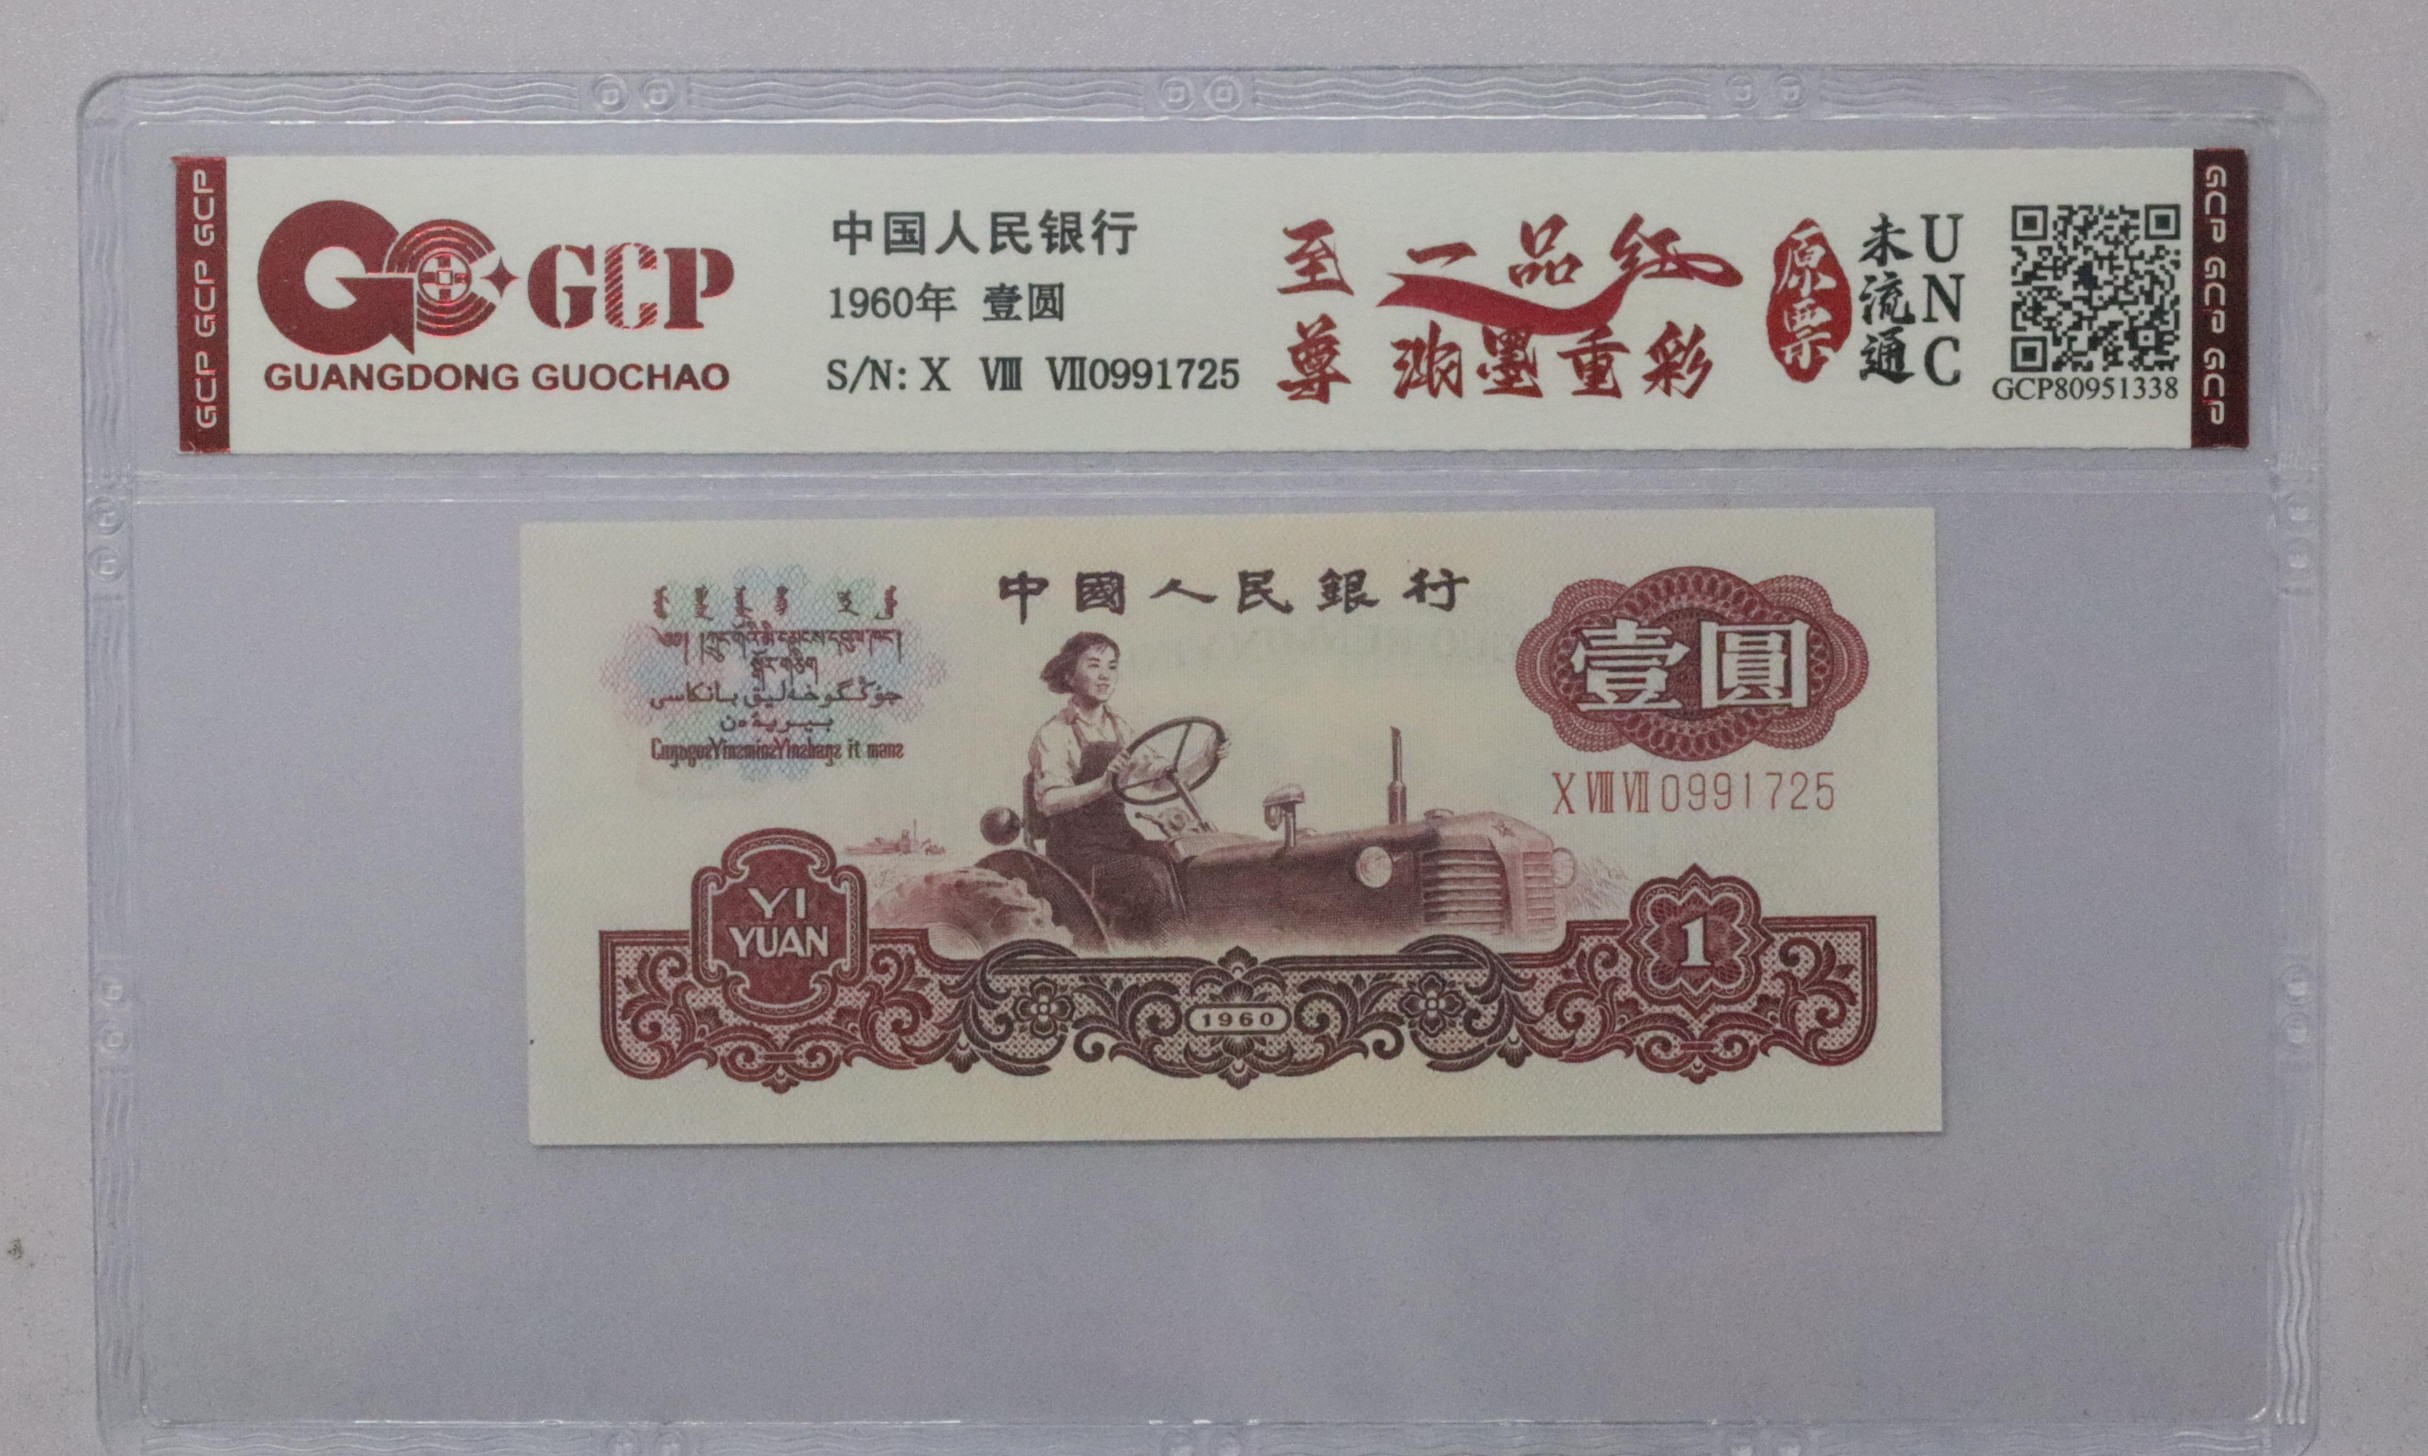 GCP GCP GCP
GCP
GUANGDONG GUOCHAO
中国人民银行
1960年 壹圆
S/N: X Ⅷ Ⅶ0991725
至尊
一品红
浓墨重彩
原票
未流通
UNC
GCP80951338
GCP GCP GCP
中國人民銀行
壹圓
XⅧⅦ0991725
YI
YUAN
1
1960